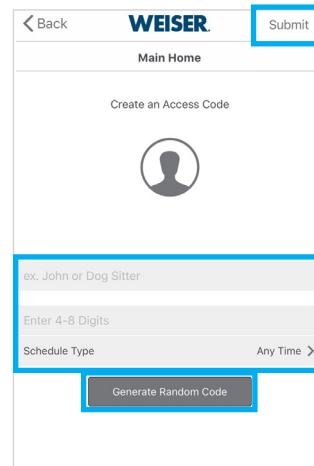 Back WEISER Submit
Main Home
Create an Access Code
ex. John or Dog Sitter
Enter 4-8 Digits
Schedule Type Any Time
Generate Random Code